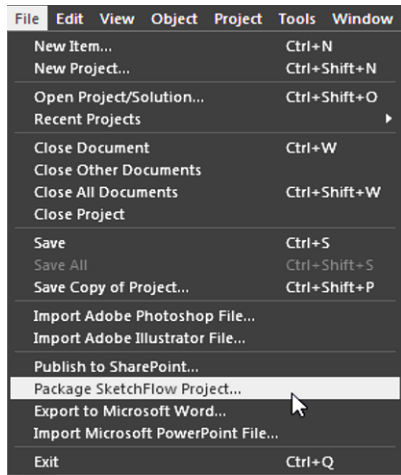 File Edit View Object Project Tools Window
New Item... Ctrl+N
New Project... Ctrl+Shift+N
Open Project/Solution... Ctrl+Shift+O
Recent Projects
Close Document Ctrl+W
Close Other Documents
Close All Documents Ctrl+Shift+W
Close Project
Save Ctrl+S
Save All Ctrl+Shift+S
Save Copy of Project... Ctrl+Shift+P
Import Adobe Photoshop File...
Import Adobe Illustrator File...
Publish to SharePoint...
Package SketchFlow Project...
Export to Microsoft Word...
Import Microsoft PowerPoint File...
Exit Ctrl+Q